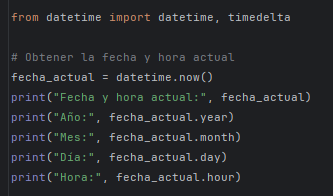 from datetime import datetime, timedelta
# Obtener la fecha y hora actual
fecha_actual = datetime.now()
print("Fecha y hora actual:", fecha_actual)
print("Año:", fecha_actual.year)
print("Mes:", fecha_actual.month)
print("Día:", fecha_actual.day)
print("Hora:", fecha_actual.hour)